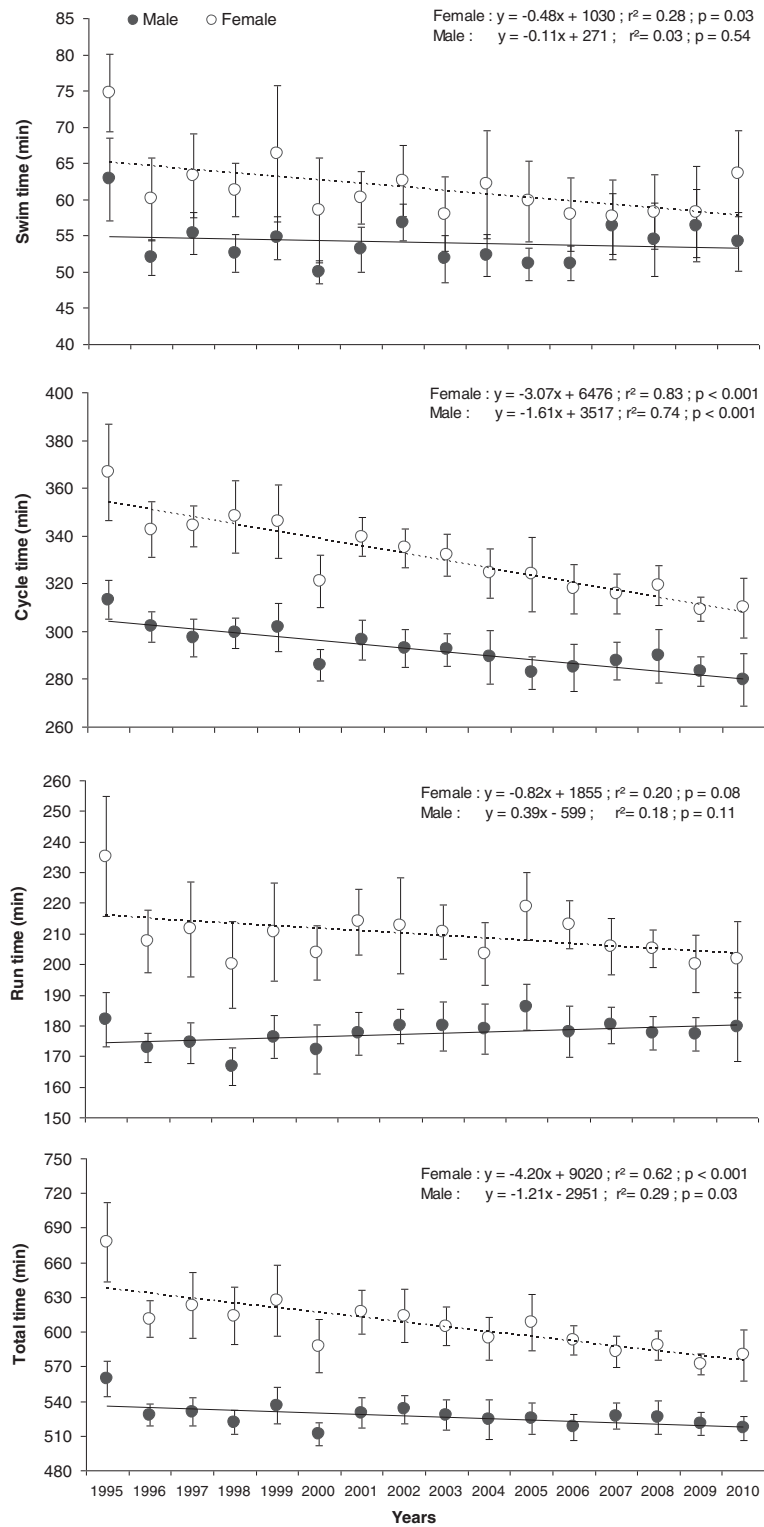 Male Female
Female : y = -0.48x + 1030 ; r² = 0.28 ; p = 0.03
Male : y = -0.11x + 271 ; r²= 0.03 ; p = 0.54
Swim time (min)
85
80
75
70
65
60
55
50
45
40
Female : y = -3.07x + 6476 ; r² = 0.83 ; p < 0.001
Male : y = -1.61x + 3517 ; r²= 0.74 ; p < 0.001
Cycle time (min)
400
380
360
340
320
300
280
260
Female : y = -0.82x + 1855 ; r² = 0.20 ; p = 0.08
Male : y = 0.39x - 599 ; r²= 0.18 ; p = 0.11
Run time (min)
260
250
240
230
220
210
200
190
180
170
160
150
Female : y = -4.20x + 9020 ; r² = 0.62 ; p < 0.001
Male : y = -1.21x - 2951 ; r²= 0.29 ; p = 0.03
Total time (min)
750
720
690
660
630
600
570
540
510
480
1995 1996 1997 1998 1999 2000 2001 2002 2003 2004 2005 2006 2007 2008 2009 2010
Years